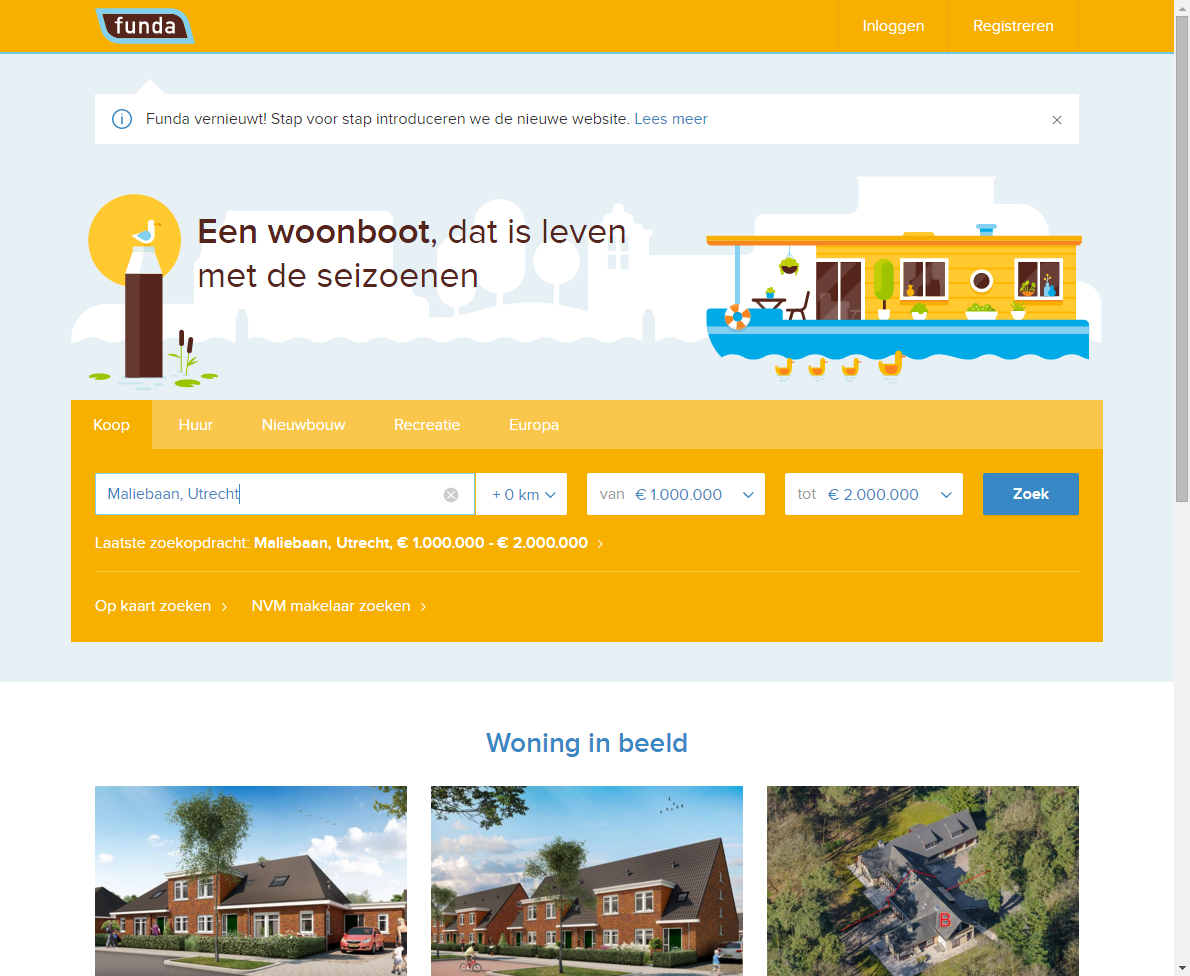 funda
Inloggen
Registreren
Funda vernieuwt! Stap voor stap introduceren we de nieuwe website. Lees meer
Een woonboot, dat is leven
met de seizoenen
Koop
Huur
Nieuwbouw
Recreatie
Europa
Maliebaan, Utrecht
+ 0 km
van € 1.000.000
tot € 2.000.000
Zoek
Laatste zoekopdracht: Maliebaan, Utrecht, € 1.000.000 - € 2.000.000
Op kaart zoeken
NVM makelaar zoeken
Woning in beeld
B